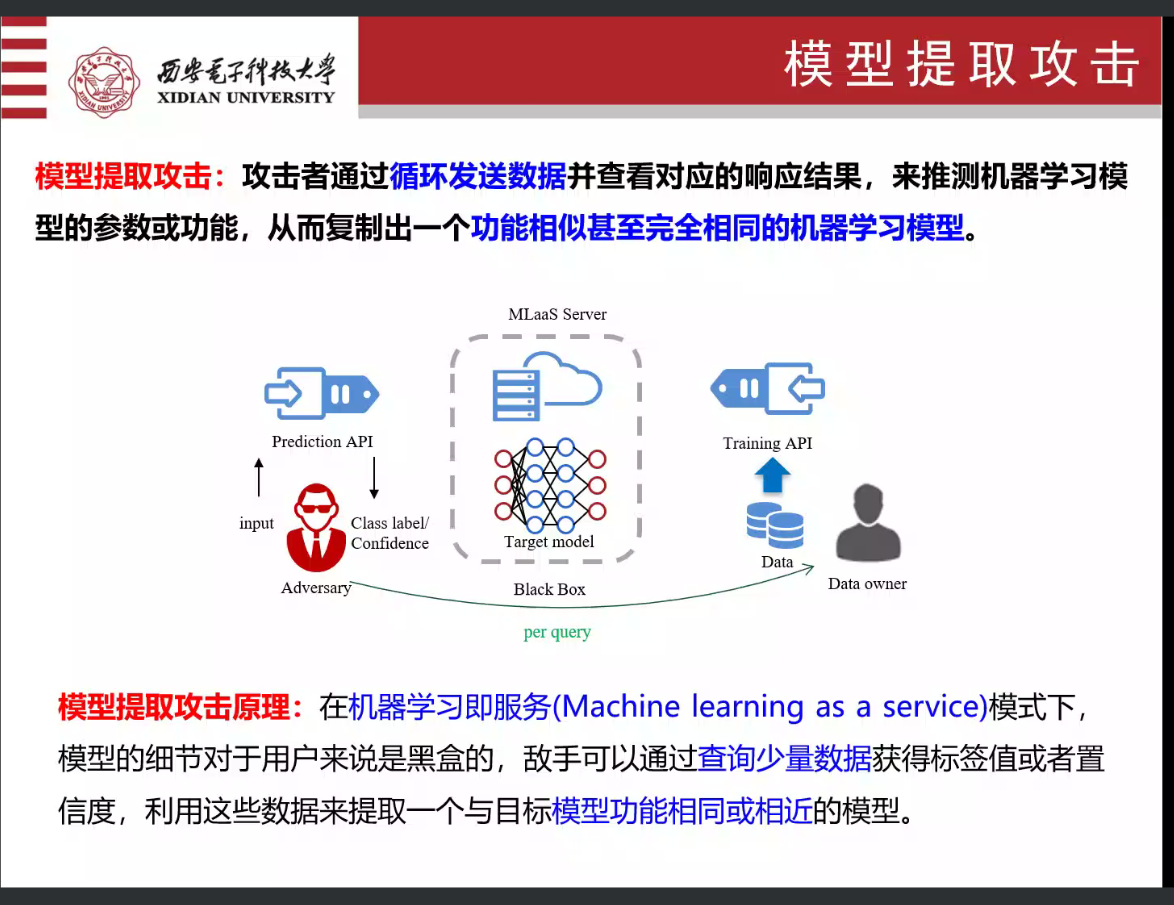 西安电子科技大学
XIDIAN UNIVERSITY
模型提取攻击
模型提取攻击：攻击者通过循环发送数据并查看对应的响应结果，来推测机器学习模
型的参数或功能，从而复制出一个功能相似甚至完全相同的机器学习模型。
MLaaS Server
Prediction API
Training API
input
Class label/
Confidence
Target model
Data
Adversary
Black Box
Data owner
per query
模型提取攻击原理：在机器学习即服务(Machine learning as a service)模式下，
模型的细节对于用户来说是黑盒的，敌手可以通过查询少量数据获得标签值或者置
信度，利用这些数据来提取一个与目标模型功能相同或相近的模型。